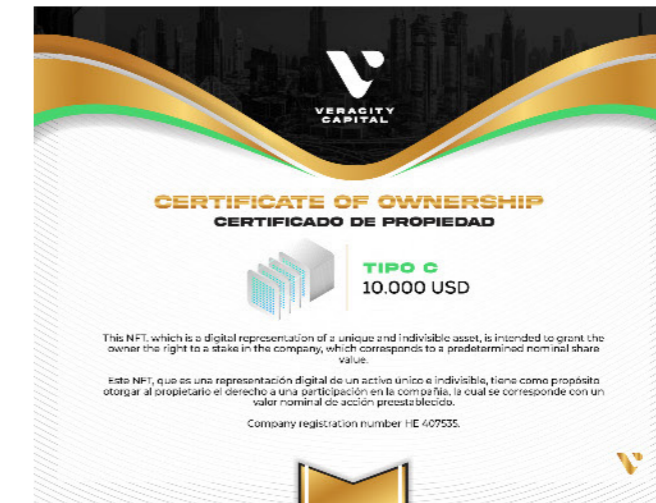 VERACITY
CAPITAL
CERTIFICATE OF OWNERSHIP
CERTIFICADO DE PROPIEDAD
TIPO C
10.000 USD
This NFT, which is a digital representation of a unique and indivisible asset, is intended to grant the
owner the right to a stake in the company, which corresponds to a predetermined nominal share
value.
Este NFT, que es una representación digital de un activo único e indivisible, tiene como propósito
otorgar al propietario el derecho a una participación en la compañía, la cual se corresponde con un
valor nominal de acción preestablecido.
Company registration number HE 407535.